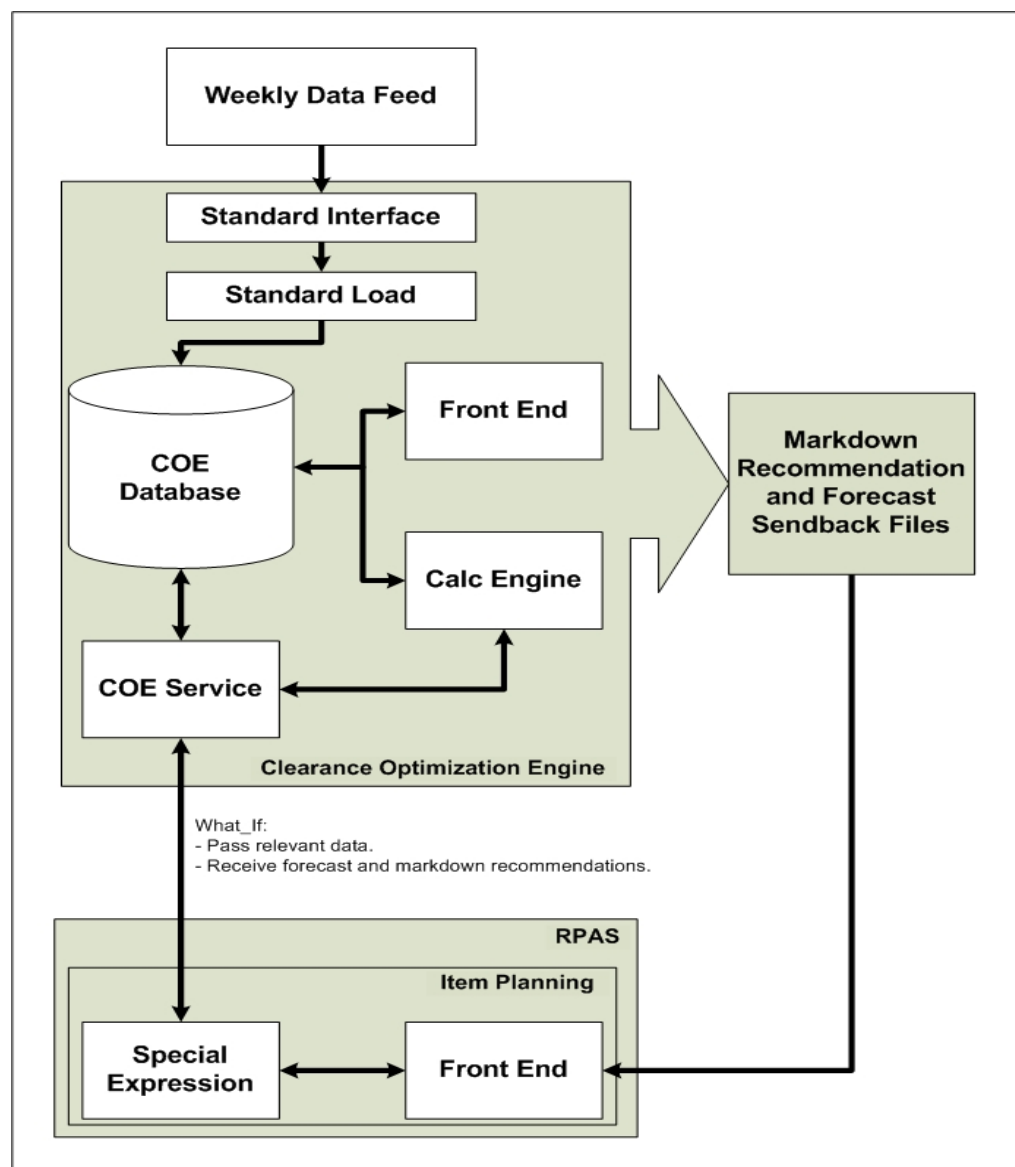 Weekly Data Feed
Standard Interface
Standard Load
COE
Database
Front End
Calc Engine
COE Service
Clearance Optimization Engine
Markdown
Recommendation
and Forecast
Sendback Files
What_If:
- Pass relevant data.
- Receive forecast and markdown recommendations.
RPAS
Item Planning
Special
Expression
Front End